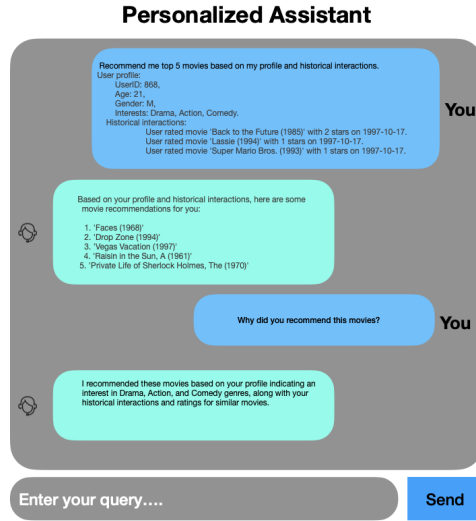 Personalized Assistant
Recommend me top 5 movies based on my profile and historical interactions.
User profile:
UserID: 868,
Age: 21,
Gender: M,
Interests: Drama, Action, Comedy.
Historical interactions:
User rated movie 'Back to the Future (1985)' with 2 stars on 1997-10-17.
User rated movie 'Lassie (1994)' with 1 stars on 1997-10-17.
User rated movie 'Super Mario Bros. (1993)' with 1 stars on 1997-10-17.
You
Based on your profile and historical interactions, here are some
movie recommendations for you:
1. 'Faces (1968)'
2. 'Drop Zone (1994)'
3. 'Vegas Vacation (1997)'
4. 'Raisin in the Sun, A (1961)'
5. 'Private Life of Sherlock Holmes, The (1970)'
Why did you recommend this movies?
You
I recommended these movies based on your profile indicating an
interest in Drama, Action, and Comedy genres, along with your
historical interactions and ratings for similar movies.
Enter your query....
Send